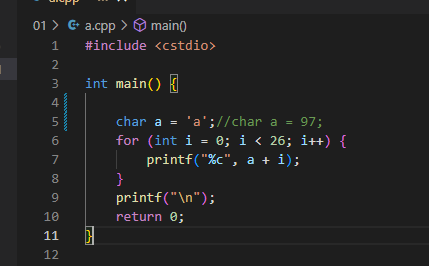 01 > a.cpp > main()
1 #include <cstdio>
2
3 int main() {
4
5     char a = 'a';//char a = 97;
6     for (int i = 0; i < 26; i++) {
7         printf("%c", a + i);
8     }
9     printf("\n");
10     return 0;
11 }
12